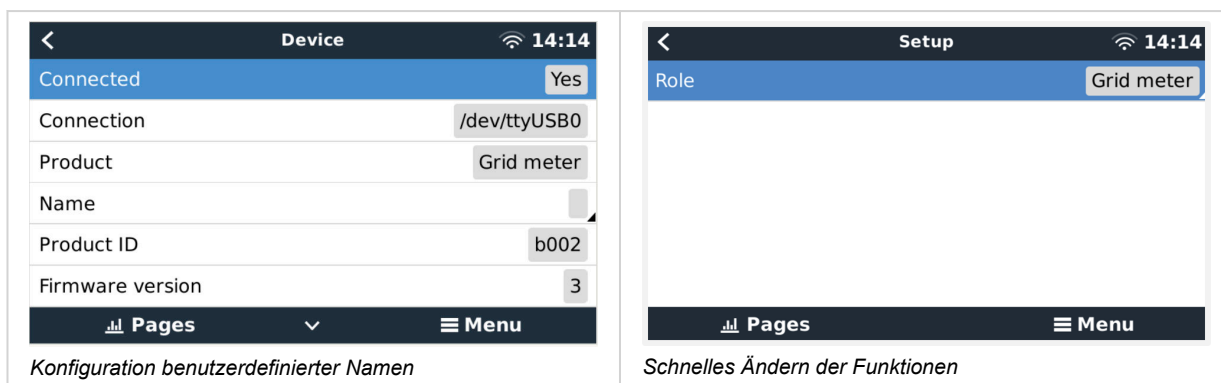 Device 14:14
Connected Yes
Connection /dev/ttyUSB0
Product Grid meter
Name
Product ID b002
Firmware version 3
Pages Menu
Konfiguration benutzerdefinierter Namen
Setup 14:14
Role Grid meter
Pages Menu
Schnelles Ändern der Funktionen